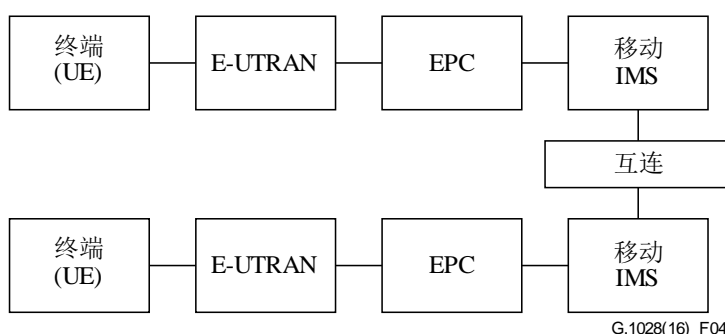 终端
(UE)
E-UTRAN
EPC
移动
IMS
互连
终端
(UE)
E-UTRAN
EPC
移动
IMS
G.1028(16)_F04